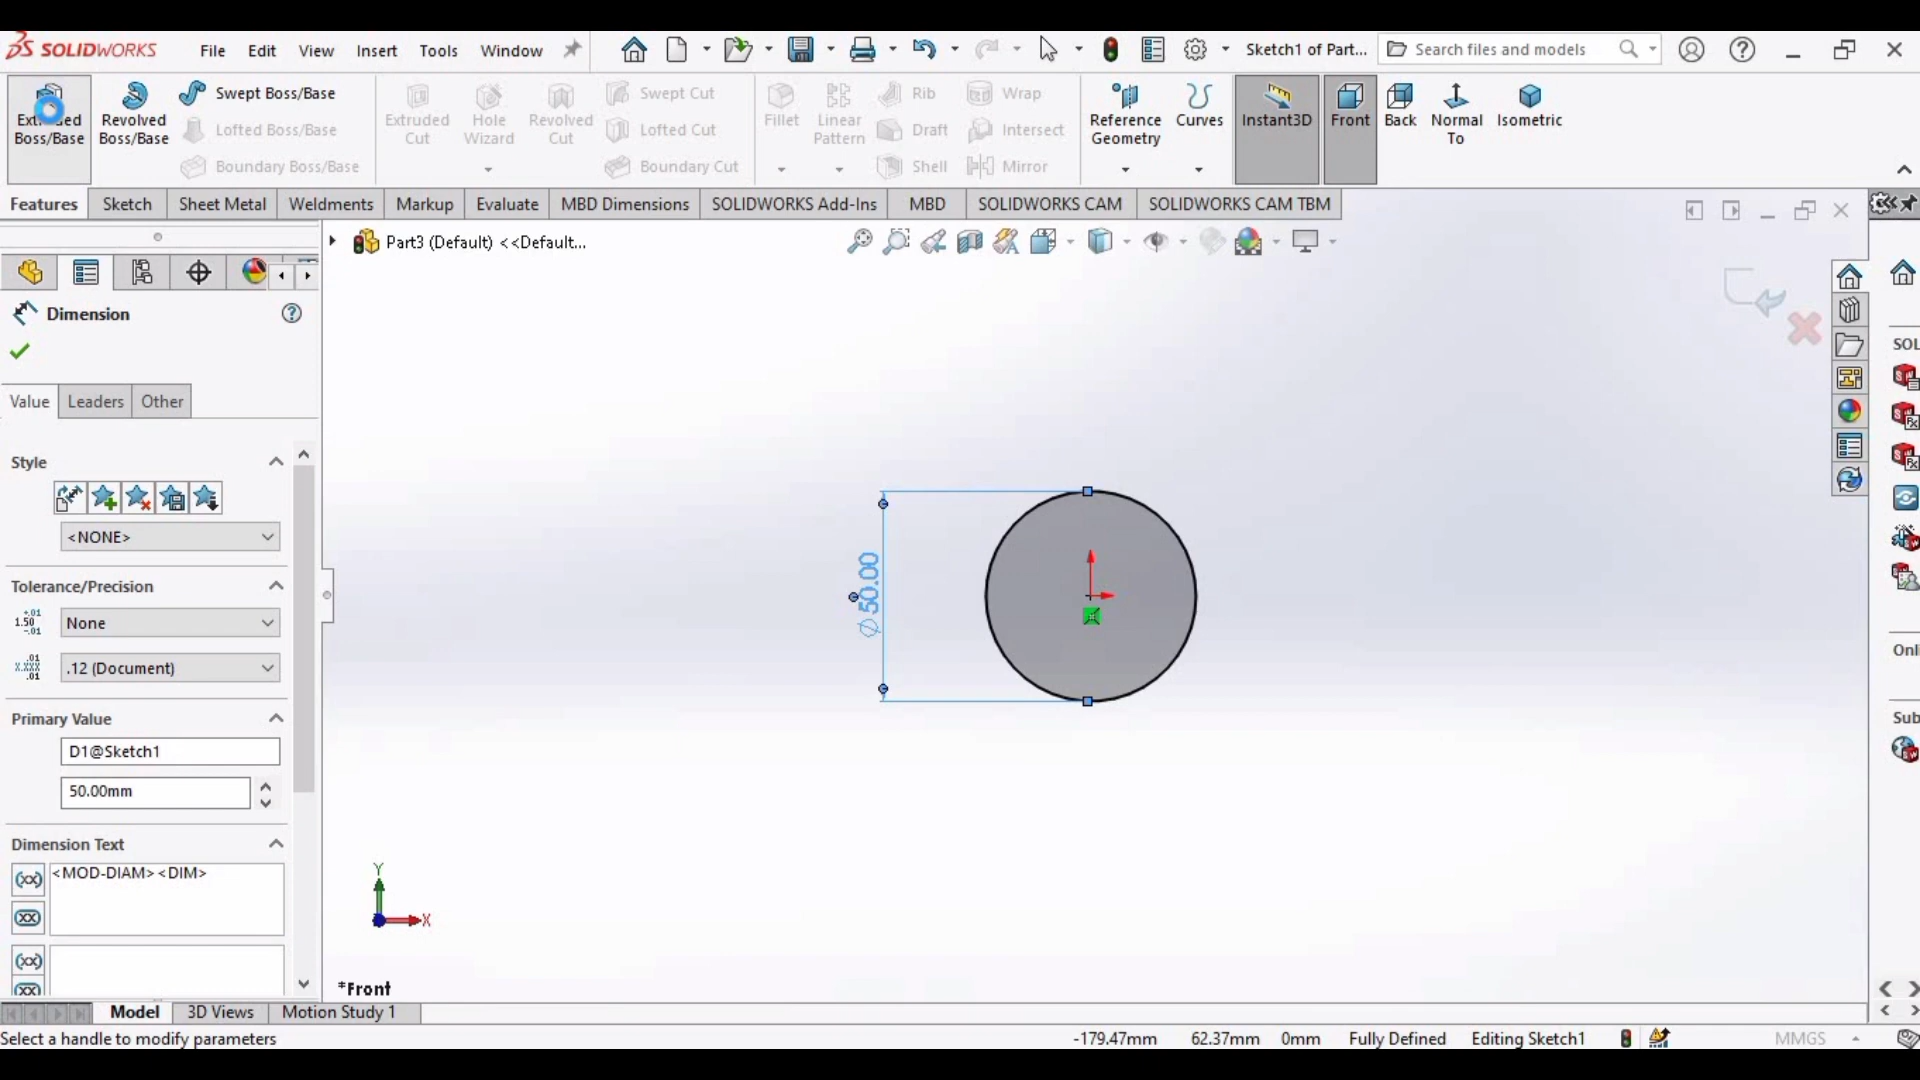 SOLIDWORKS File Edit View Insert Tools Window Sketch1 of Part... Search files and models
Extruded Boss/Base
Revolved Boss/Base
Swept Boss/Base
Lofted Boss/Base
Boundary Boss/Base
Extruded Cut
Hole Wizard
Revolved Cut
Swept Cut
Lofted Cut
Boundary Cut
Fillet
Linear Pattern
Rib
Draft
Shell
Wrap
Intersect
Mirror
Reference Geometry
Curves
Instant3D
Front
Back
Normal To
Isometric
Features Sketch Sheet Metal Weldments Markup Evaluate MBD Dimensions SOLIDWORKS Add-Ins MBD SOLIDWORKS CAM SOLIDWORKS CAM TBM
Part3 (Default) <<Default...
Dimension
Value Leaders Other
Style
<NONE>
Tolerance/Precision
None
.12 (Document)
Primary Value
D1@Sketch1
50.00mm
Dimension Text
<MOD-DIAM><DIM>
∅ 50.00
Y
X
*Front
SOL
Onli
Sub
Model 3D Views Motion Study 1
Select a handle to modify parameters -179.47mm 62.37mm 0mm Fully Defined Editing Sketch1 MMGS